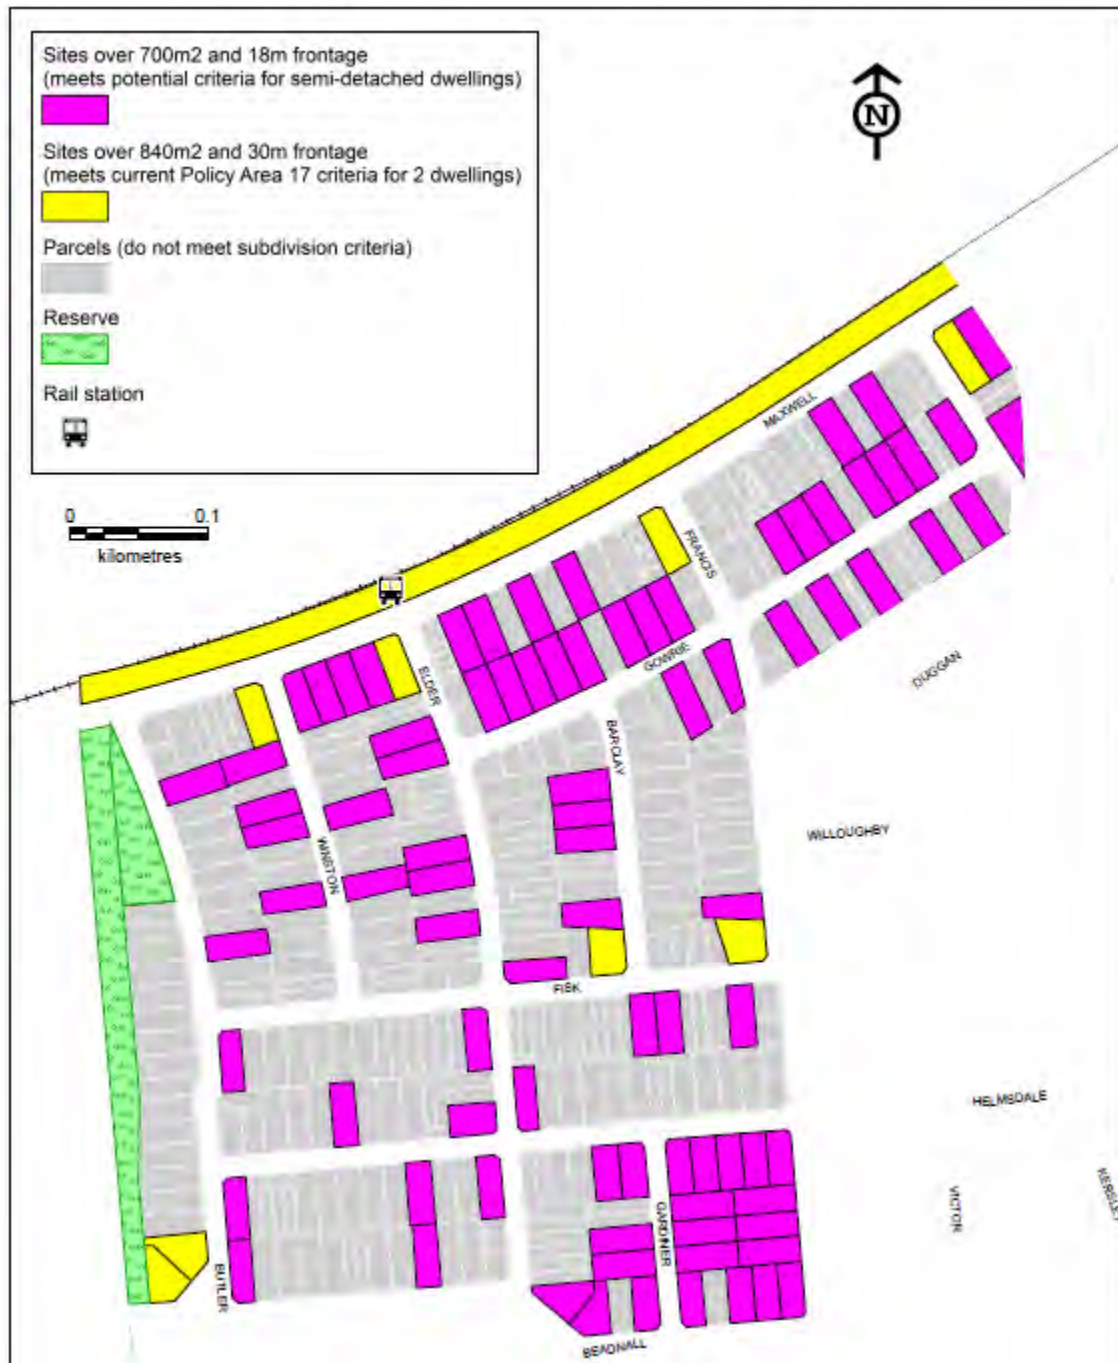 Sites over 700m2 and 18m frontage
(meets potential criteria for semi-detached dwellings)
Sites over 840m2 and 30m frontage
(meets current Policy Area 17 criteria for 2 dwellings)
Parcels (do not meet subdivision criteria)
Reserve
Rail station
N
0 0.1
kilometres
MAXWELL
FRANCIS
GOWRIE
ELDER
DUGGAN
BARCLAY
WILLOUGHBY
WINSTON
FISK
HELMSDALE
KERSLEY
VICTOR
GARDINER
BUTLER
BEADNALL